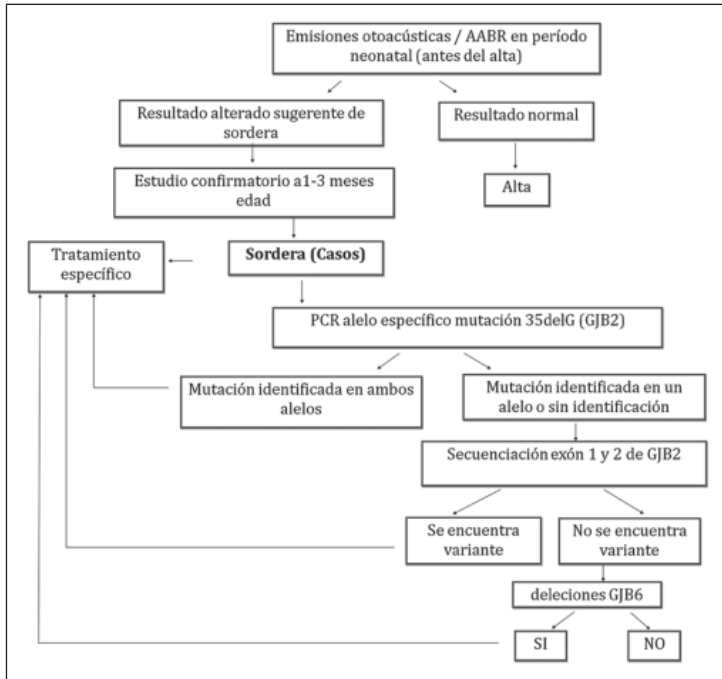 Emisiones otoacústicas / AABR en período
neonatal (antes del alta)
Resultado alterado sugerente de
sordera
Resultado normal
Estudio confirmatorio a1-3 meses
edad
Alta
Tratamiento
específico
Sordera (Casos)
PCR alelo específico mutación 35delG (GJB2)
Mutación identificada en ambos
alelos
Mutación identificada en un
alelo o sin identificación
Secuenciación exón 1 y 2 de GJB2
Se encuentra
variante
No se encuentra
variante
deleciones GJB6
SI
NO